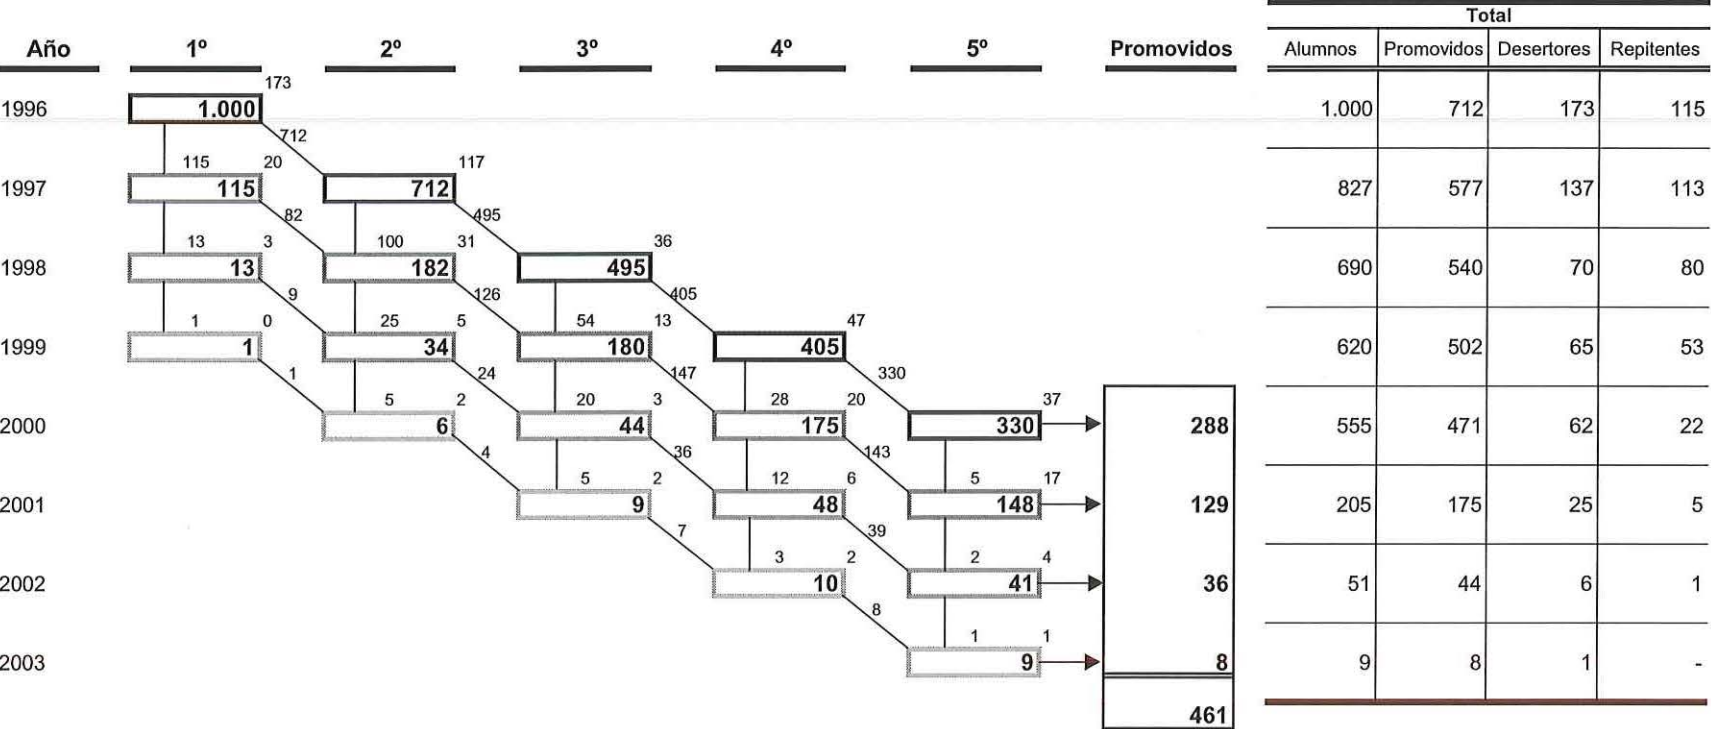 Total
Año 1º 2º 3º 4º 5º Promovidos Alumnos Promovidos Desertores Repitentes
173
1996 1.000 1.000 712 173 115
712
115 20 117
1997 115 712 827 577 137 113
82 495
13 3 100 31 36
1998 13 182 495 690 540 70 80
9 126 405
1 0 25 5 54 13 47
1999 1 34 180 405 620 502 65 53
1 24 147 330
5 2 20 3 28 20 37
2000 6 44 175 330 288 555 471 62 22
4 36 143
5 2 12 6 5 17
2001 9 48 148 129 205 175 25 5
7 39
3 2 2 4
2002 10 41 36 51 44 6 1
8
1 1
2003 9 8 9 8 1 -
461